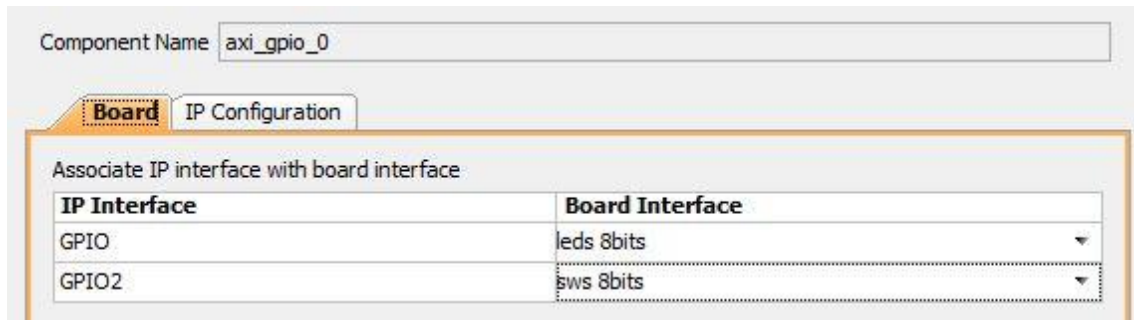 Component Name axi_gpio_0
Board IP Configuration
Associate IP interface with board interface
IP Interface Board Interface
GPIO leds 8bits
GPIO2 sws 8bits